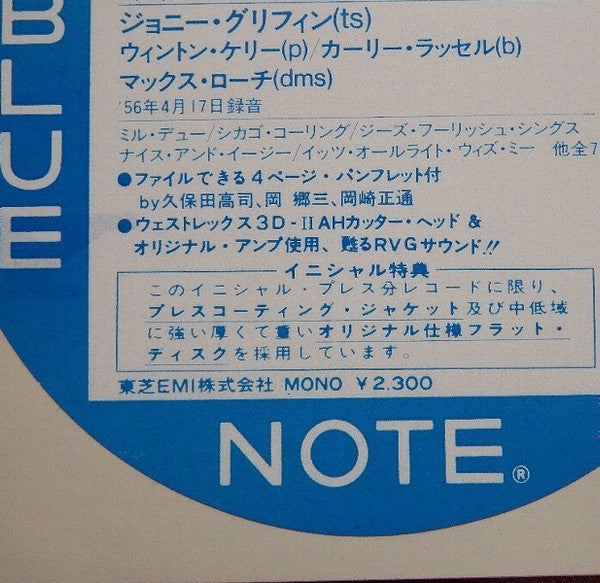 BLUE
ジョニー・グリフィン(ts)
ウィントン・ケリー(p)/カーリー・ラッセル(b)
マックス・ローチ(dms)
'56年4月17日録音
ミル・デュー/シカゴ・コーリング/ジーズ・フーリッシュ・シングス
ナイス・アンド・イージー/イッツ・オールライト・ウィズ・ミー 他全7
●ファイルできる4ページ・パンフレット付
by久保田高司、岡 郷三、岡崎正通
●ウェストレックス3D-ⅡAHカッター・ヘッド &
オリジナル・アンプ使用、甦るRVGサウンド!!
イニシャル特典
このイニシャル・プレス分レコードに限り、
プレスコーティング・ジャケット及び中低域
に強い厚くて重いオリジナル仕様フラット・
ディスクを採用しています。
東芝EMI株式会社 MONO ¥2.300
NOTE®